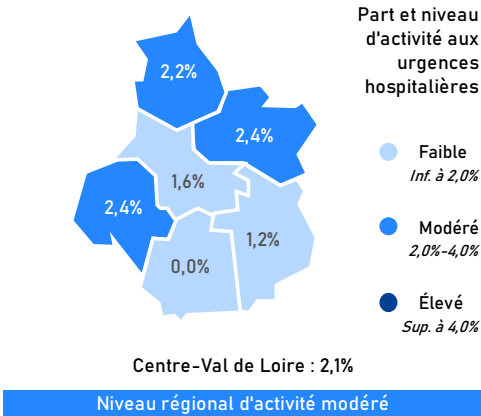 Part et niveau
d'activité aux
urgences
hospitalières
2,2%
2,4%
Faible
Inf. à 2,0%
1,6%
2,4%
Modéré
2,0%-4,0%
1,2%
0,0%
Élevé
Sup. à 4,0%
Centre-Val de Loire : 2,1%
Niveau régional d'activité modéré